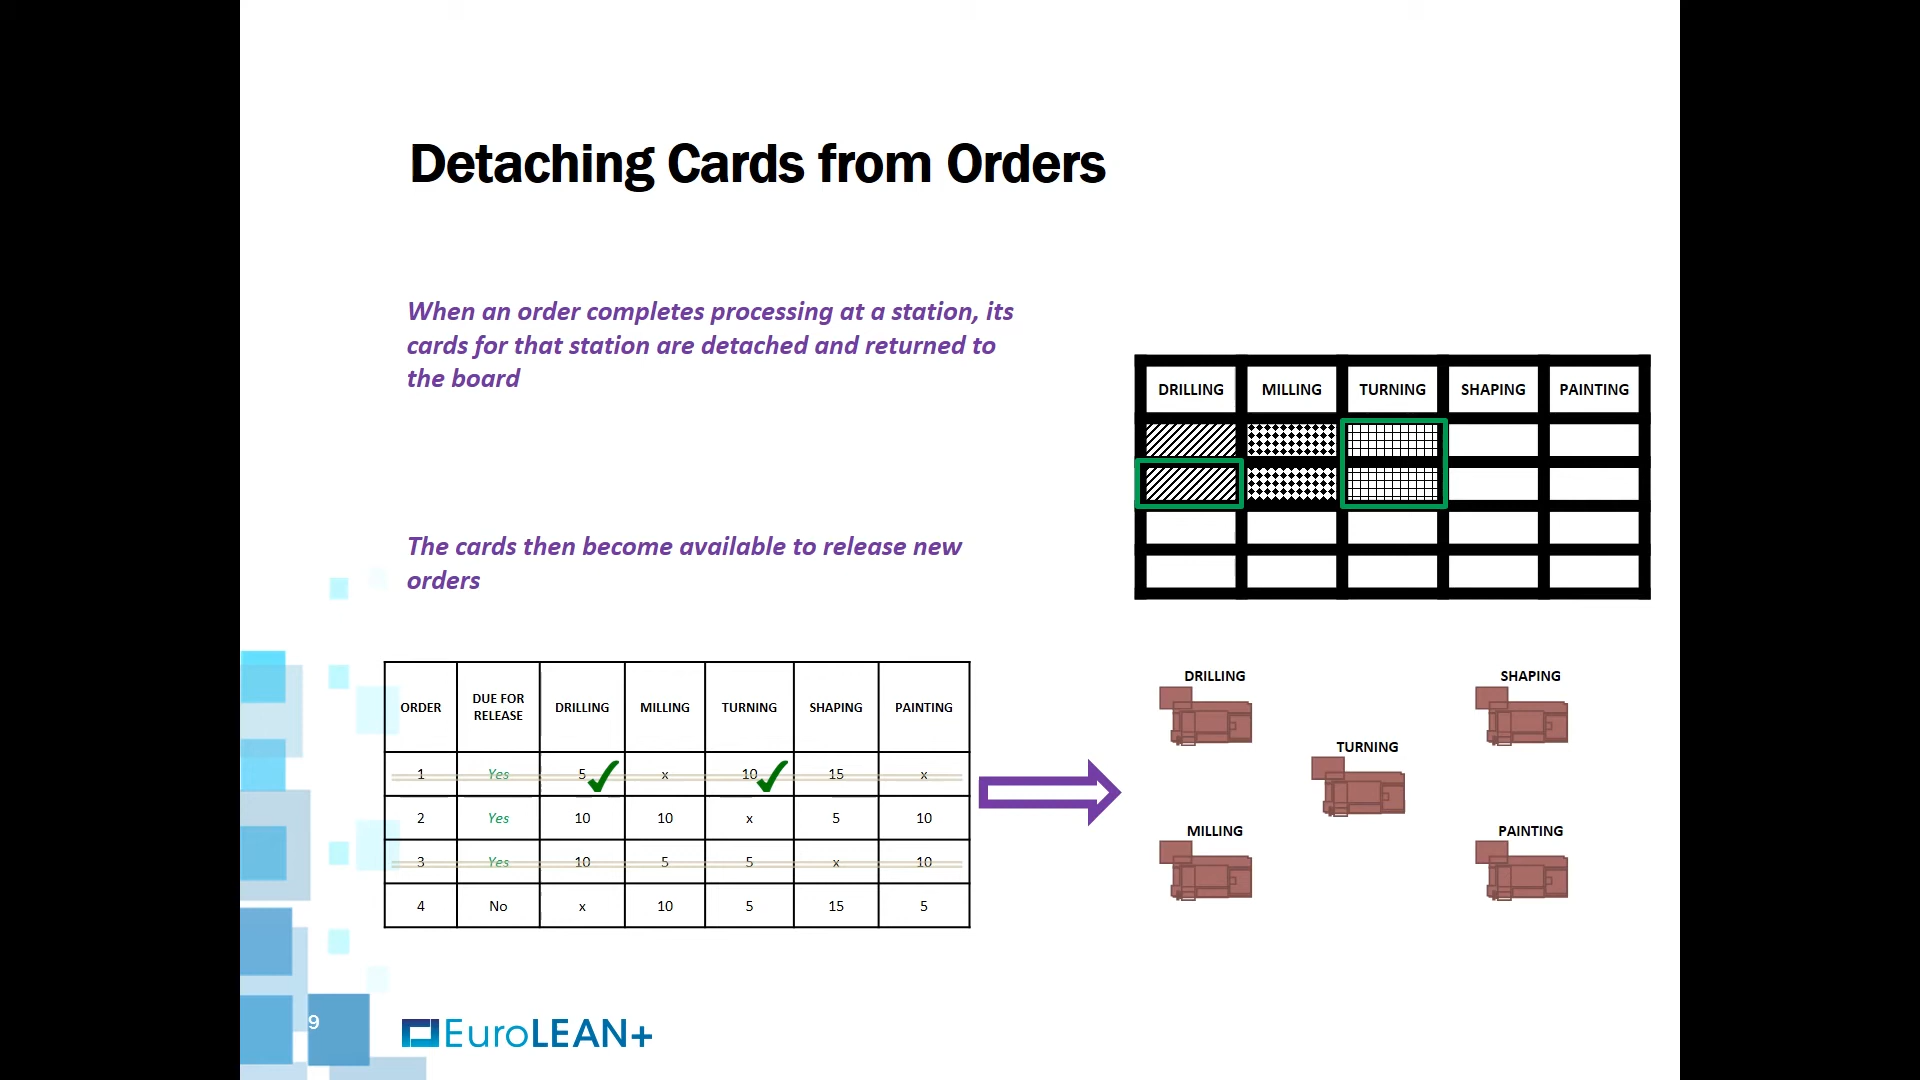 Detaching Cards from Orders
When an order completes processing at a station, its
cards for that station are detached and returned to
the board
The cards then become available to release new
orders
DRILLING MILLING TURNING SHAPING PAINTING
ORDER DUE FOR RELEASE DRILLING MILLING TURNING SHAPING PAINTING
1 Yes 5 x 10 15 x
2 Yes 10 10 x 5 10
3 Yes 10 5 5 x 10
4 No x 10 5 15 5
DRILLING
SHAPING
TURNING
MILLING
PAINTING
9
EuroLEAN+